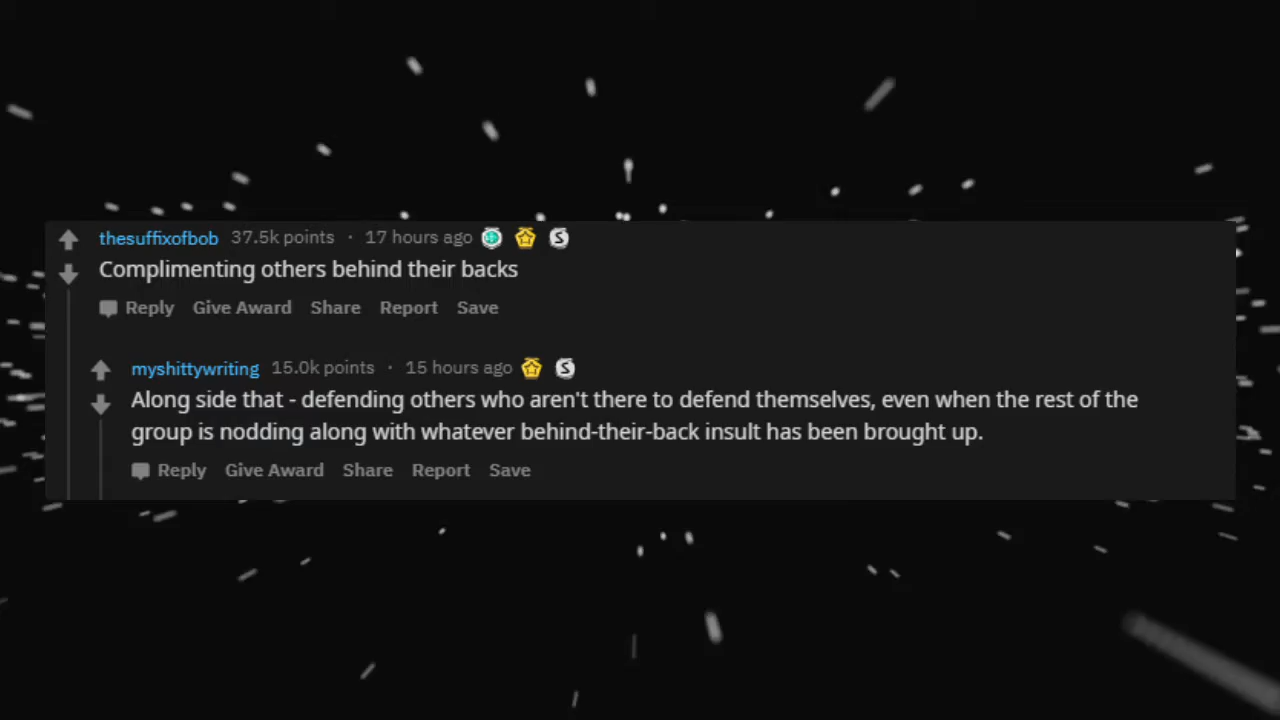 thesuffixofbob 37.5k points · 17 hours ago S
Complimenting others behind their backs
Reply Give Award Share Report Save
myshittywriting 15.0k points · 15 hours ago S
Along side that - defending others who aren't there to defend themselves, even when the rest of the
group is nodding along with whatever behind-their-back insult has been brought up.
Reply Give Award Share Report Save